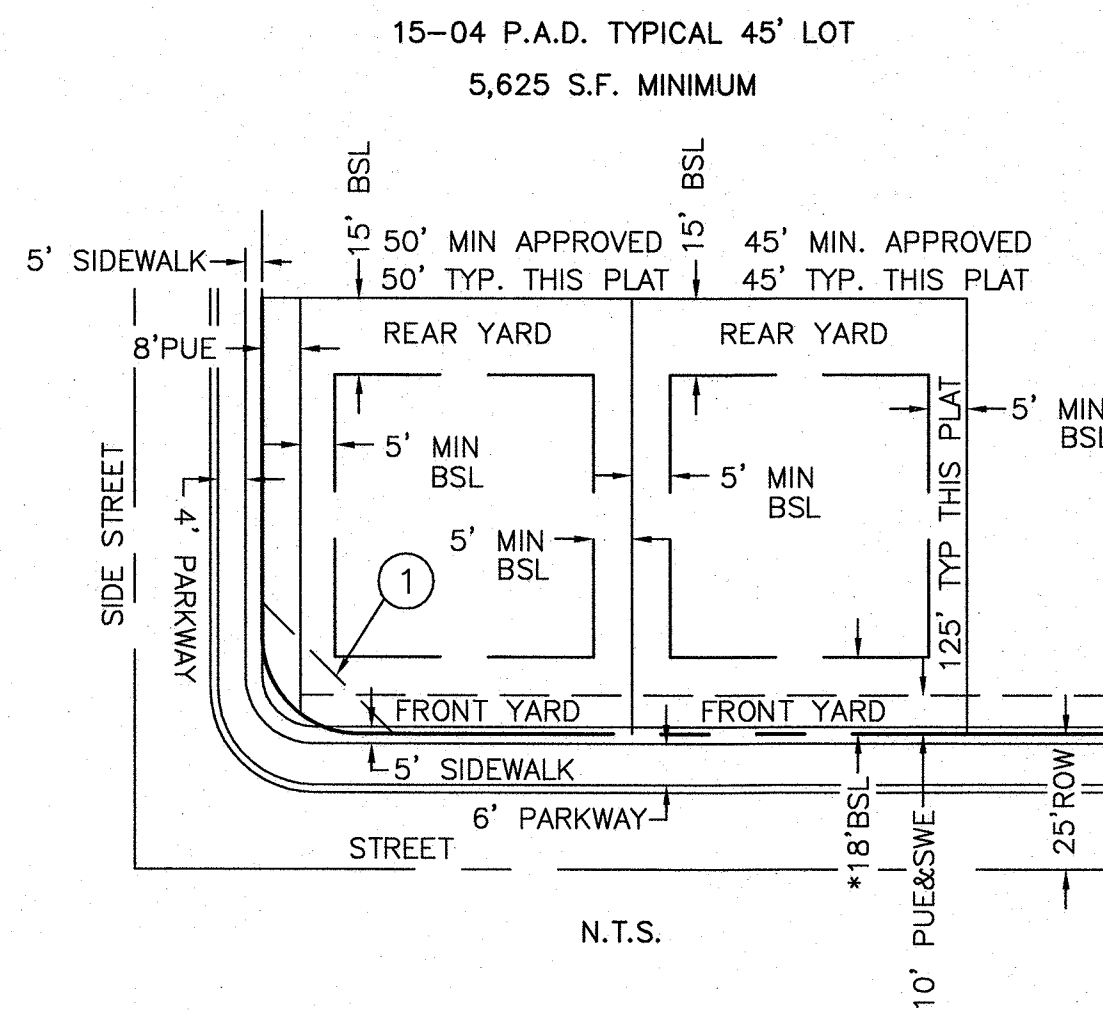 15-04 P.A.D. TYPICAL 45' LOT
5,625 S.F. MINIMUM
15' BSL
15' BSL
50' MIN APPROVED
50' TYP. THIS PLAT
45' MIN. APPROVED
45' TYP. THIS PLAT
5' SIDEWALK
8'PUE
REAR YARD
REAR YARD
5' MIN
BSL
5' MIN
BSL
5' MIN
BSL
5' MIN
BSL
125' TYP THIS PLAT
SIDE STREET
4' PARKWAY
1
FRONT YARD
FRONT YARD
5' SIDEWALK
6' PARKWAY
STREET
*18'BSL
10' PUE&SWE
25'ROW
N.T.S.